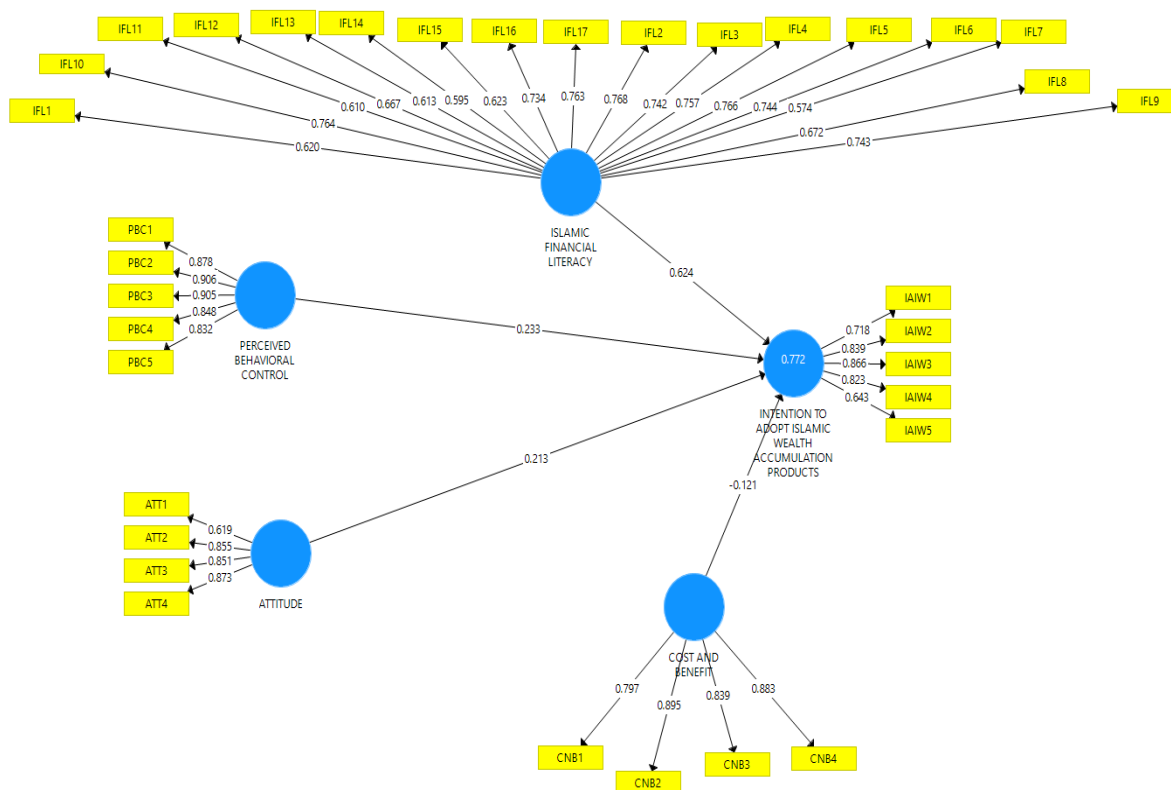 IFL11
IFL12
IFL13
IFL14
IFL15
IFL16
IFL17
IFL2
IFL3
IFL4
IFL5
IFL6
IFL7
IFL10
IFL8
IFL1
IFL9
0.620
0.764
0.610
0.667
0.613
0.595
0.623
0.734
0.763
0.768
0.742
0.757
0.766
0.744
0.574
0.672
0.743
ISLAMIC
FINANCIAL
LITERACY
0.624
PBC1
PBC2
PBC3
PBC4
PBC5
0.878
0.906
0.905
0.848
0.832
PERCEIVED
BEHAVIORAL
CONTROL
0.233
0.772
INTENTION TO
ADOPT ISLAMIC
WEALTH
ACCUMULATION
PRODUCTS
0.718
0.839
0.866
0.823
0.643
IAIW1
IAIW2
IAIW3
IAIW4
IAIW5
0.213
-0.121
ATT1
ATT2
ATT3
ATT4
0.619
0.855
0.851
0.873
ATTITUDE
COST AND
BENEFIT
0.797
0.895
0.839
0.883
CNB1
CNB2
CNB3
CNB4